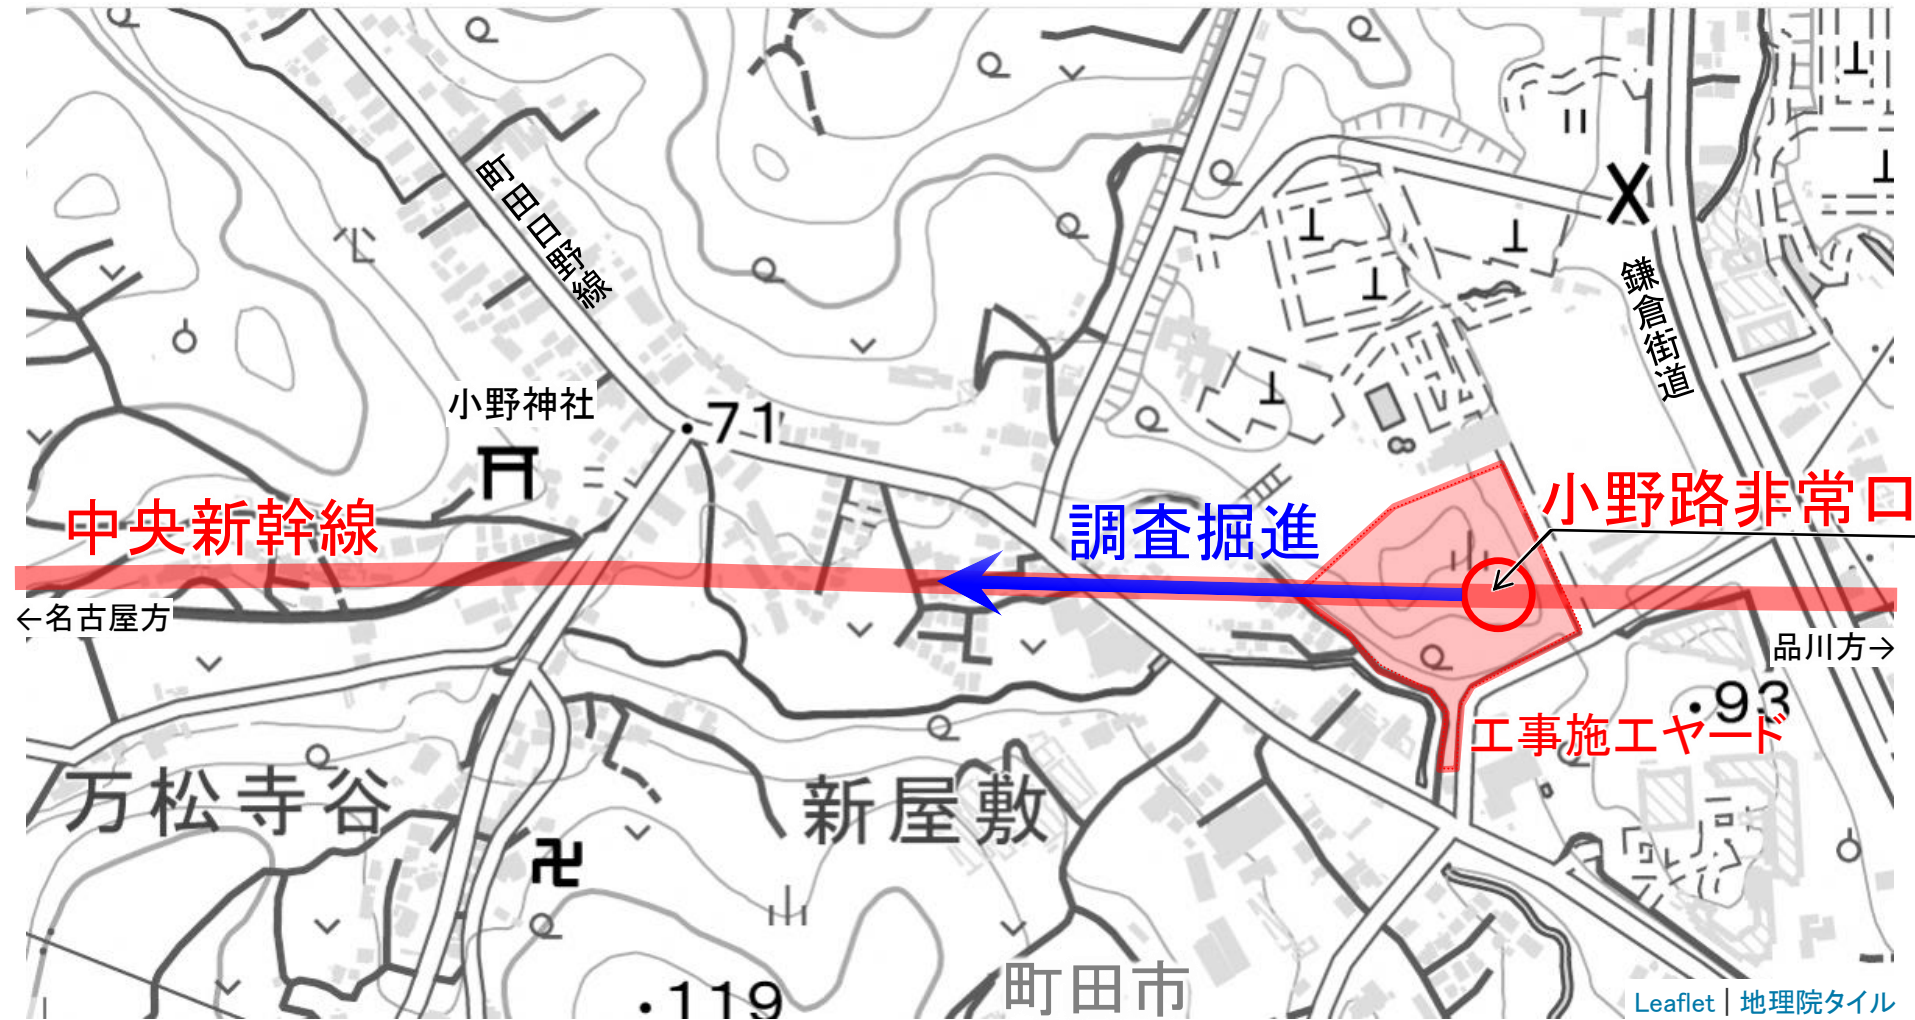 町田日野線
鎌倉街道
小野神社
71
中央新幹線
調査掘進
小野路非常口
←名古屋方
品川方→
93
工事施工ヤード
万松寺谷
新屋敷
町田市
119
Leaflet | 地理院タイル